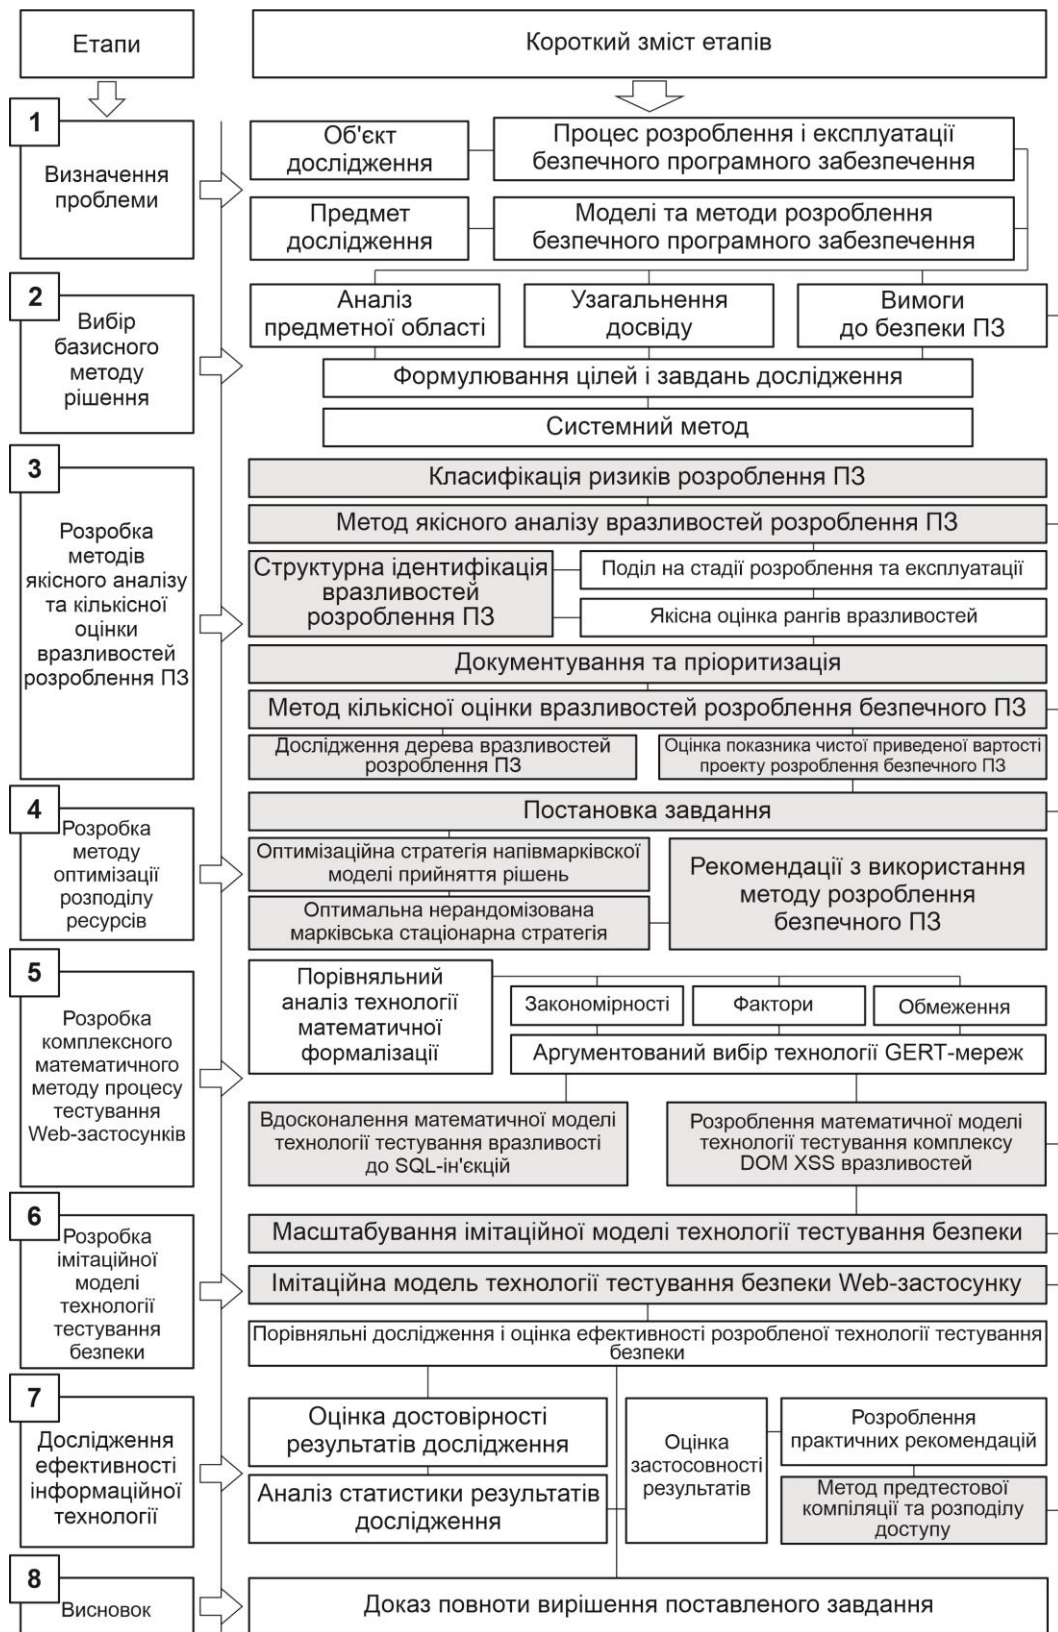 Етапи
Короткий зміст етапів
1
Визначення
проблеми
Об'єкт
дослідження
Процес розроблення і експлуатації
безпечного програмного забезпечення
Предмет
дослідження
Моделі та методи розроблення
безпечного програмного забезпечення
2
Вибір
базисного
методу
рішення
Аналіз
предметної області
Узагальнення
досвіду
Вимоги
до безпеки ПЗ
Формулювання цілей і завдань дослідження
Системний метод
3
Розробка
методів
якісного аналізу
та кількісної
оцінки
вразливостей
розроблення ПЗ
Класифікація ризиків розроблення ПЗ
Метод якісного аналізу вразливостей розроблення ПЗ
Структурна ідентифікація
вразливостей
розроблення ПЗ
Поділ на стадії розроблення та експлуатації
Якісна оцінка рангів вразливостей
Документування та пріоритизація
Метод кількісної оцінки вразливостей розроблення безпечного ПЗ
Дослідження дерева вразливостей
розроблення ПЗ
Оцінка показника чистої приведеної вартості
проекту розроблення безпечного ПЗ
4
Розробка
методу
оптимізації
розподілу
ресурсів
Постановка завдання
Оптимізаційна стратегія напівмарківскої
моделі прийняття рішень
Оптимальна нерандомізована
марківська стаціонарна стратегія
Рекомендації з використання
методу розроблення
безпечного ПЗ
5
Розробка
комплексного
математичного
методу процесу
тестування
Web-застосунків
Порівняльний
аналіз технології
математичної
формалізації
Закономірності
Фактори
Обмеження
Аргументований вибір технології GERT-мереж
Вдосконалення математичної моделі
технології тестування вразливості
до SQL-ін'єкцій
Розроблення математичної моделі
технології тестування комплексу
DOM XSS вразливостей
6
Розробка
імітаційної
моделі
технології
тестування
безпеки
Масштабування імітаційної моделі технології тестування безпеки
Імітаційна модель технології тестування безпеки Web-застосунку
Порівняльні дослідження і оцінка ефективності розробленої технології тестування
безпеки
7
Дослідження
ефективності
інформаційної
технології
Оцінка достовірності
результатів дослідження
Аналіз статистики результатів
дослідження
Оцінка
застосовності
результатів
Розроблення
практичних рекомендацій
Метод предтестової
компіляції та розподілу
доступу
8
Висновок
Доказ повноти вирішення поставленого завдання